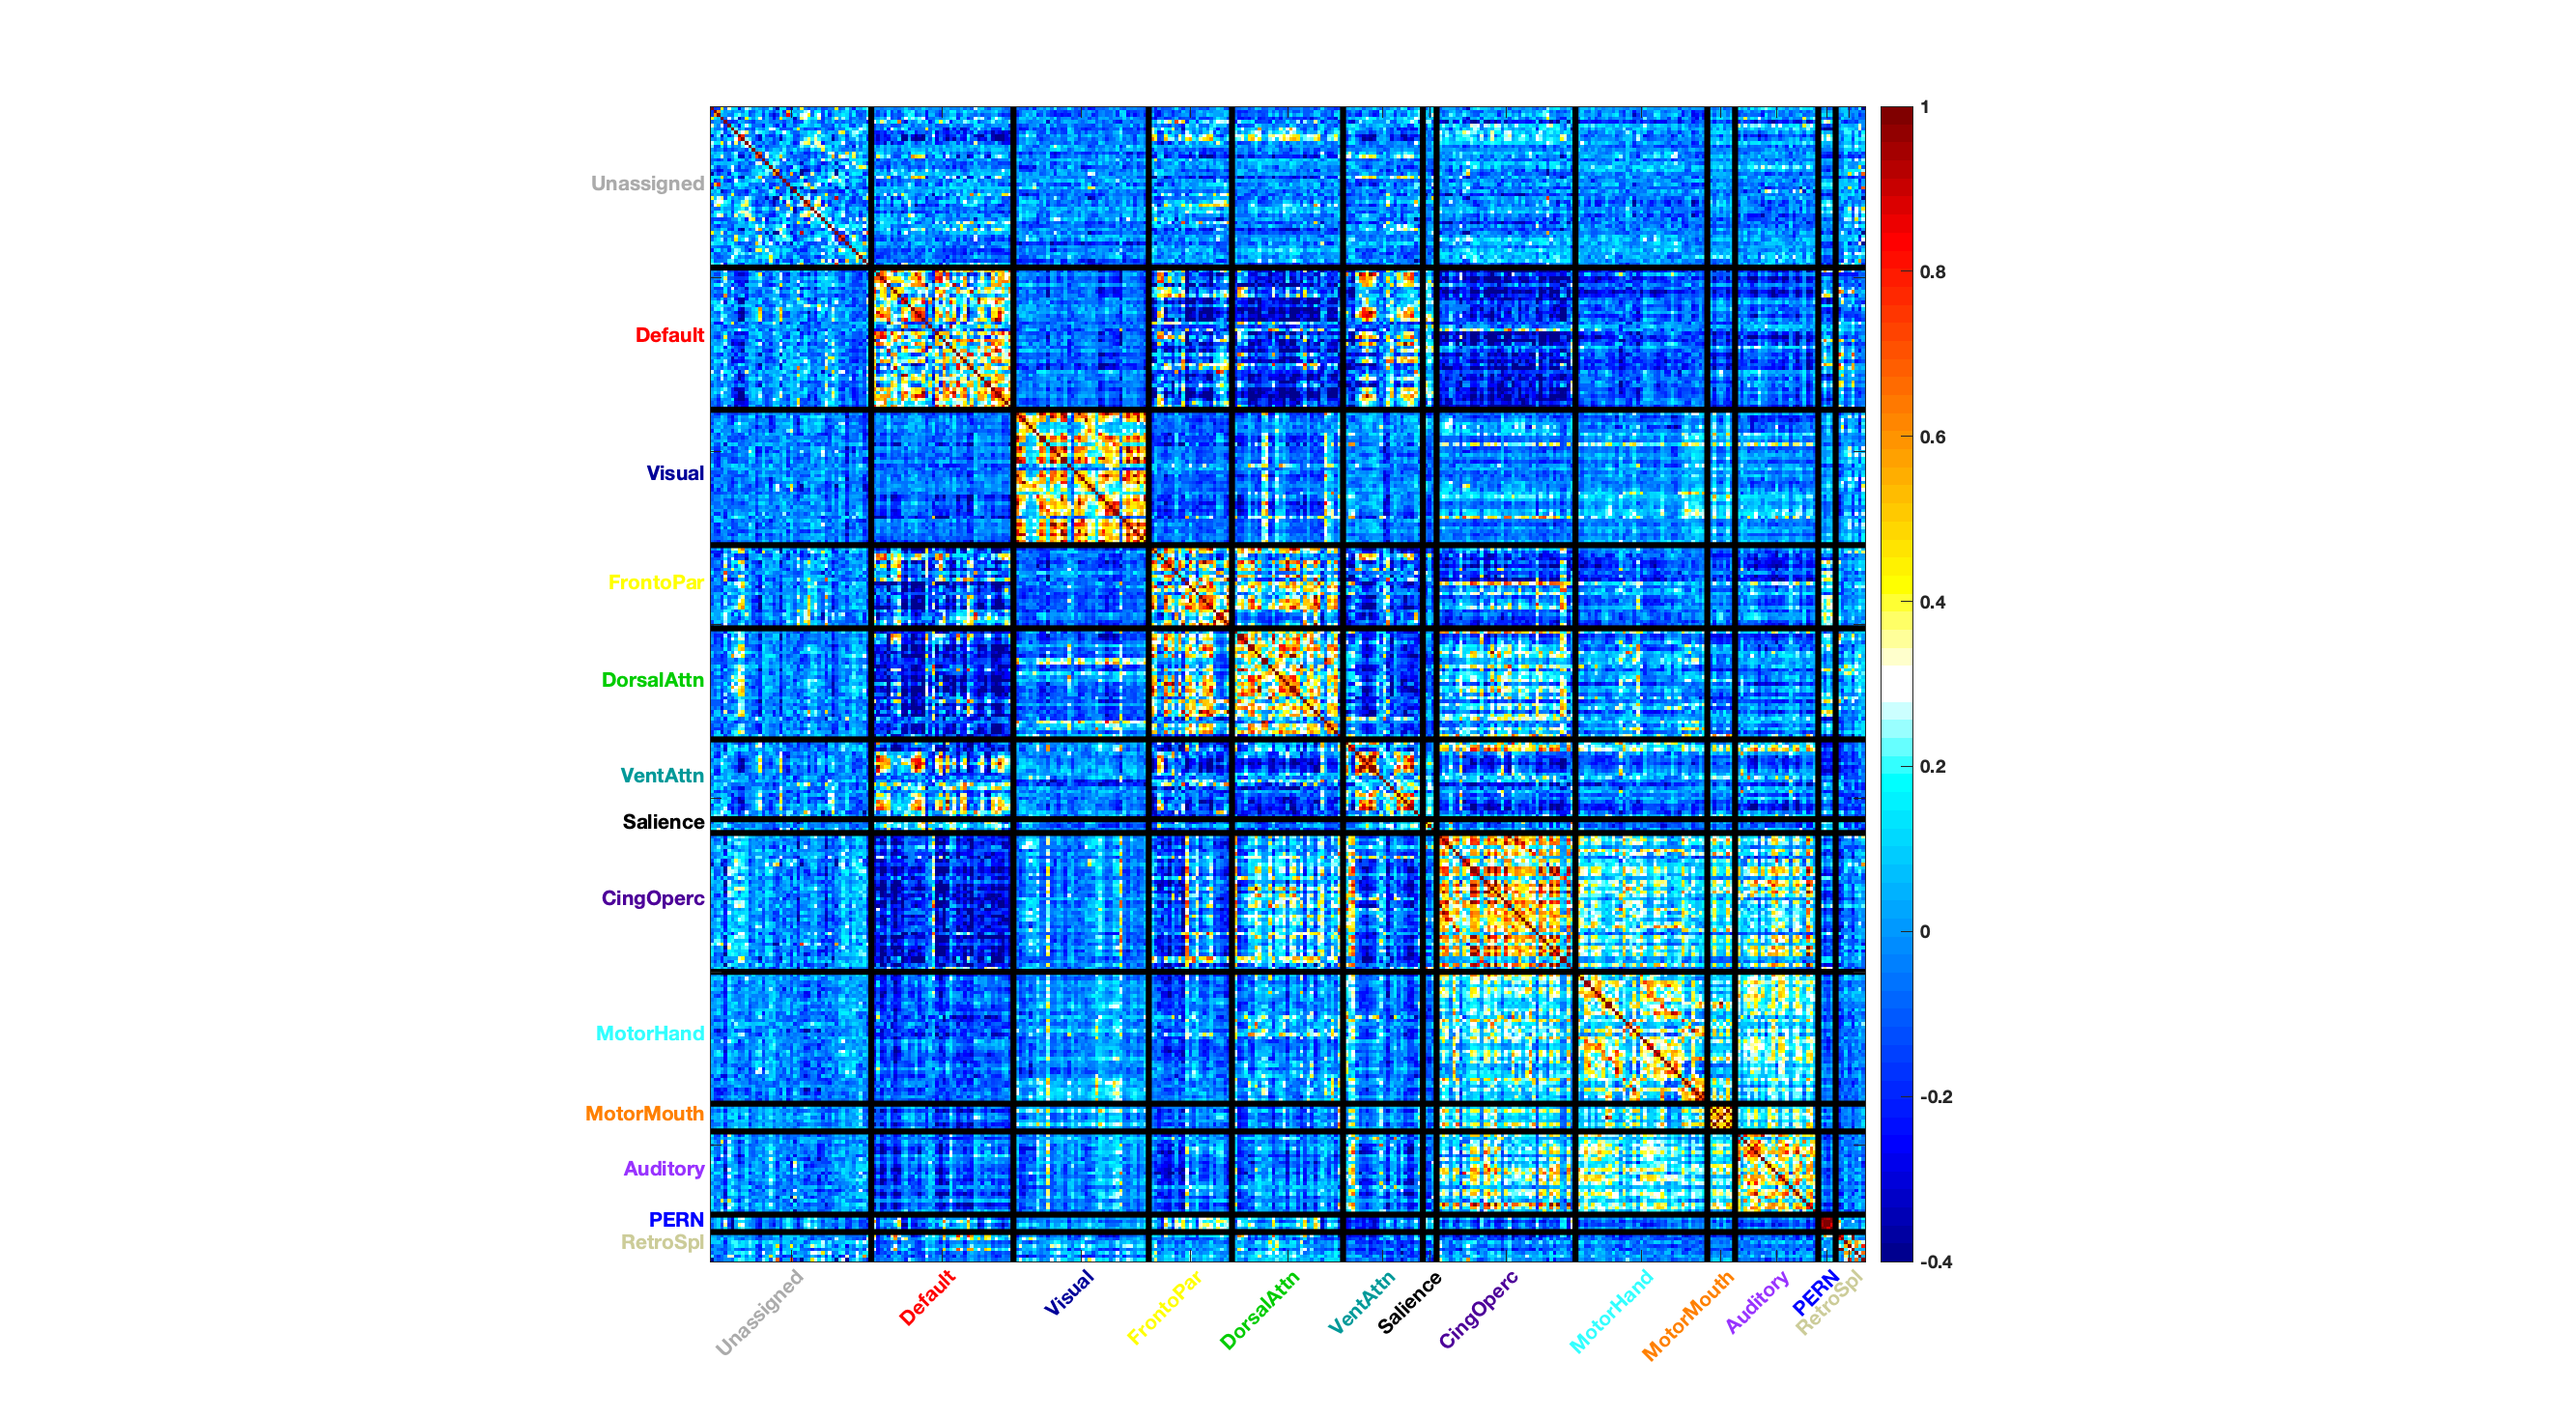 Unassigned
Default
Visual
FrontoPar
DorsalAttn
VentAttn
Salience
CingOperc
MotorHand
MotorMouth
Auditory
PERN
RetroSpl
Unassigned
Default
Visual
FrontoPar
DorsalAttn
VentAttn
Salience
CingOperc
MotorHand
MotorMouth
Auditory
PERN
RetroSpl
1
0.8
0.6
0.4
0.2
0
-0.2
-0.4